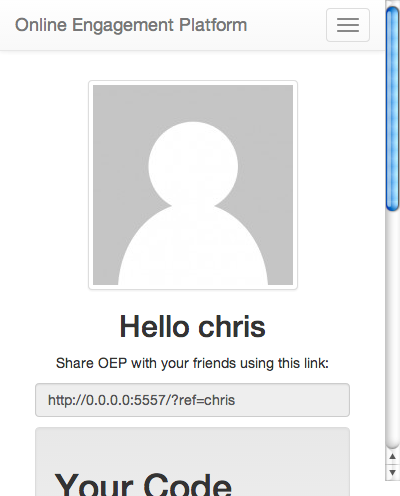 Online Engagement Platform
Hello chris
Share OEP with your friends using this link:
http://0.0.0.0:5557/?ref=chris
Your Code